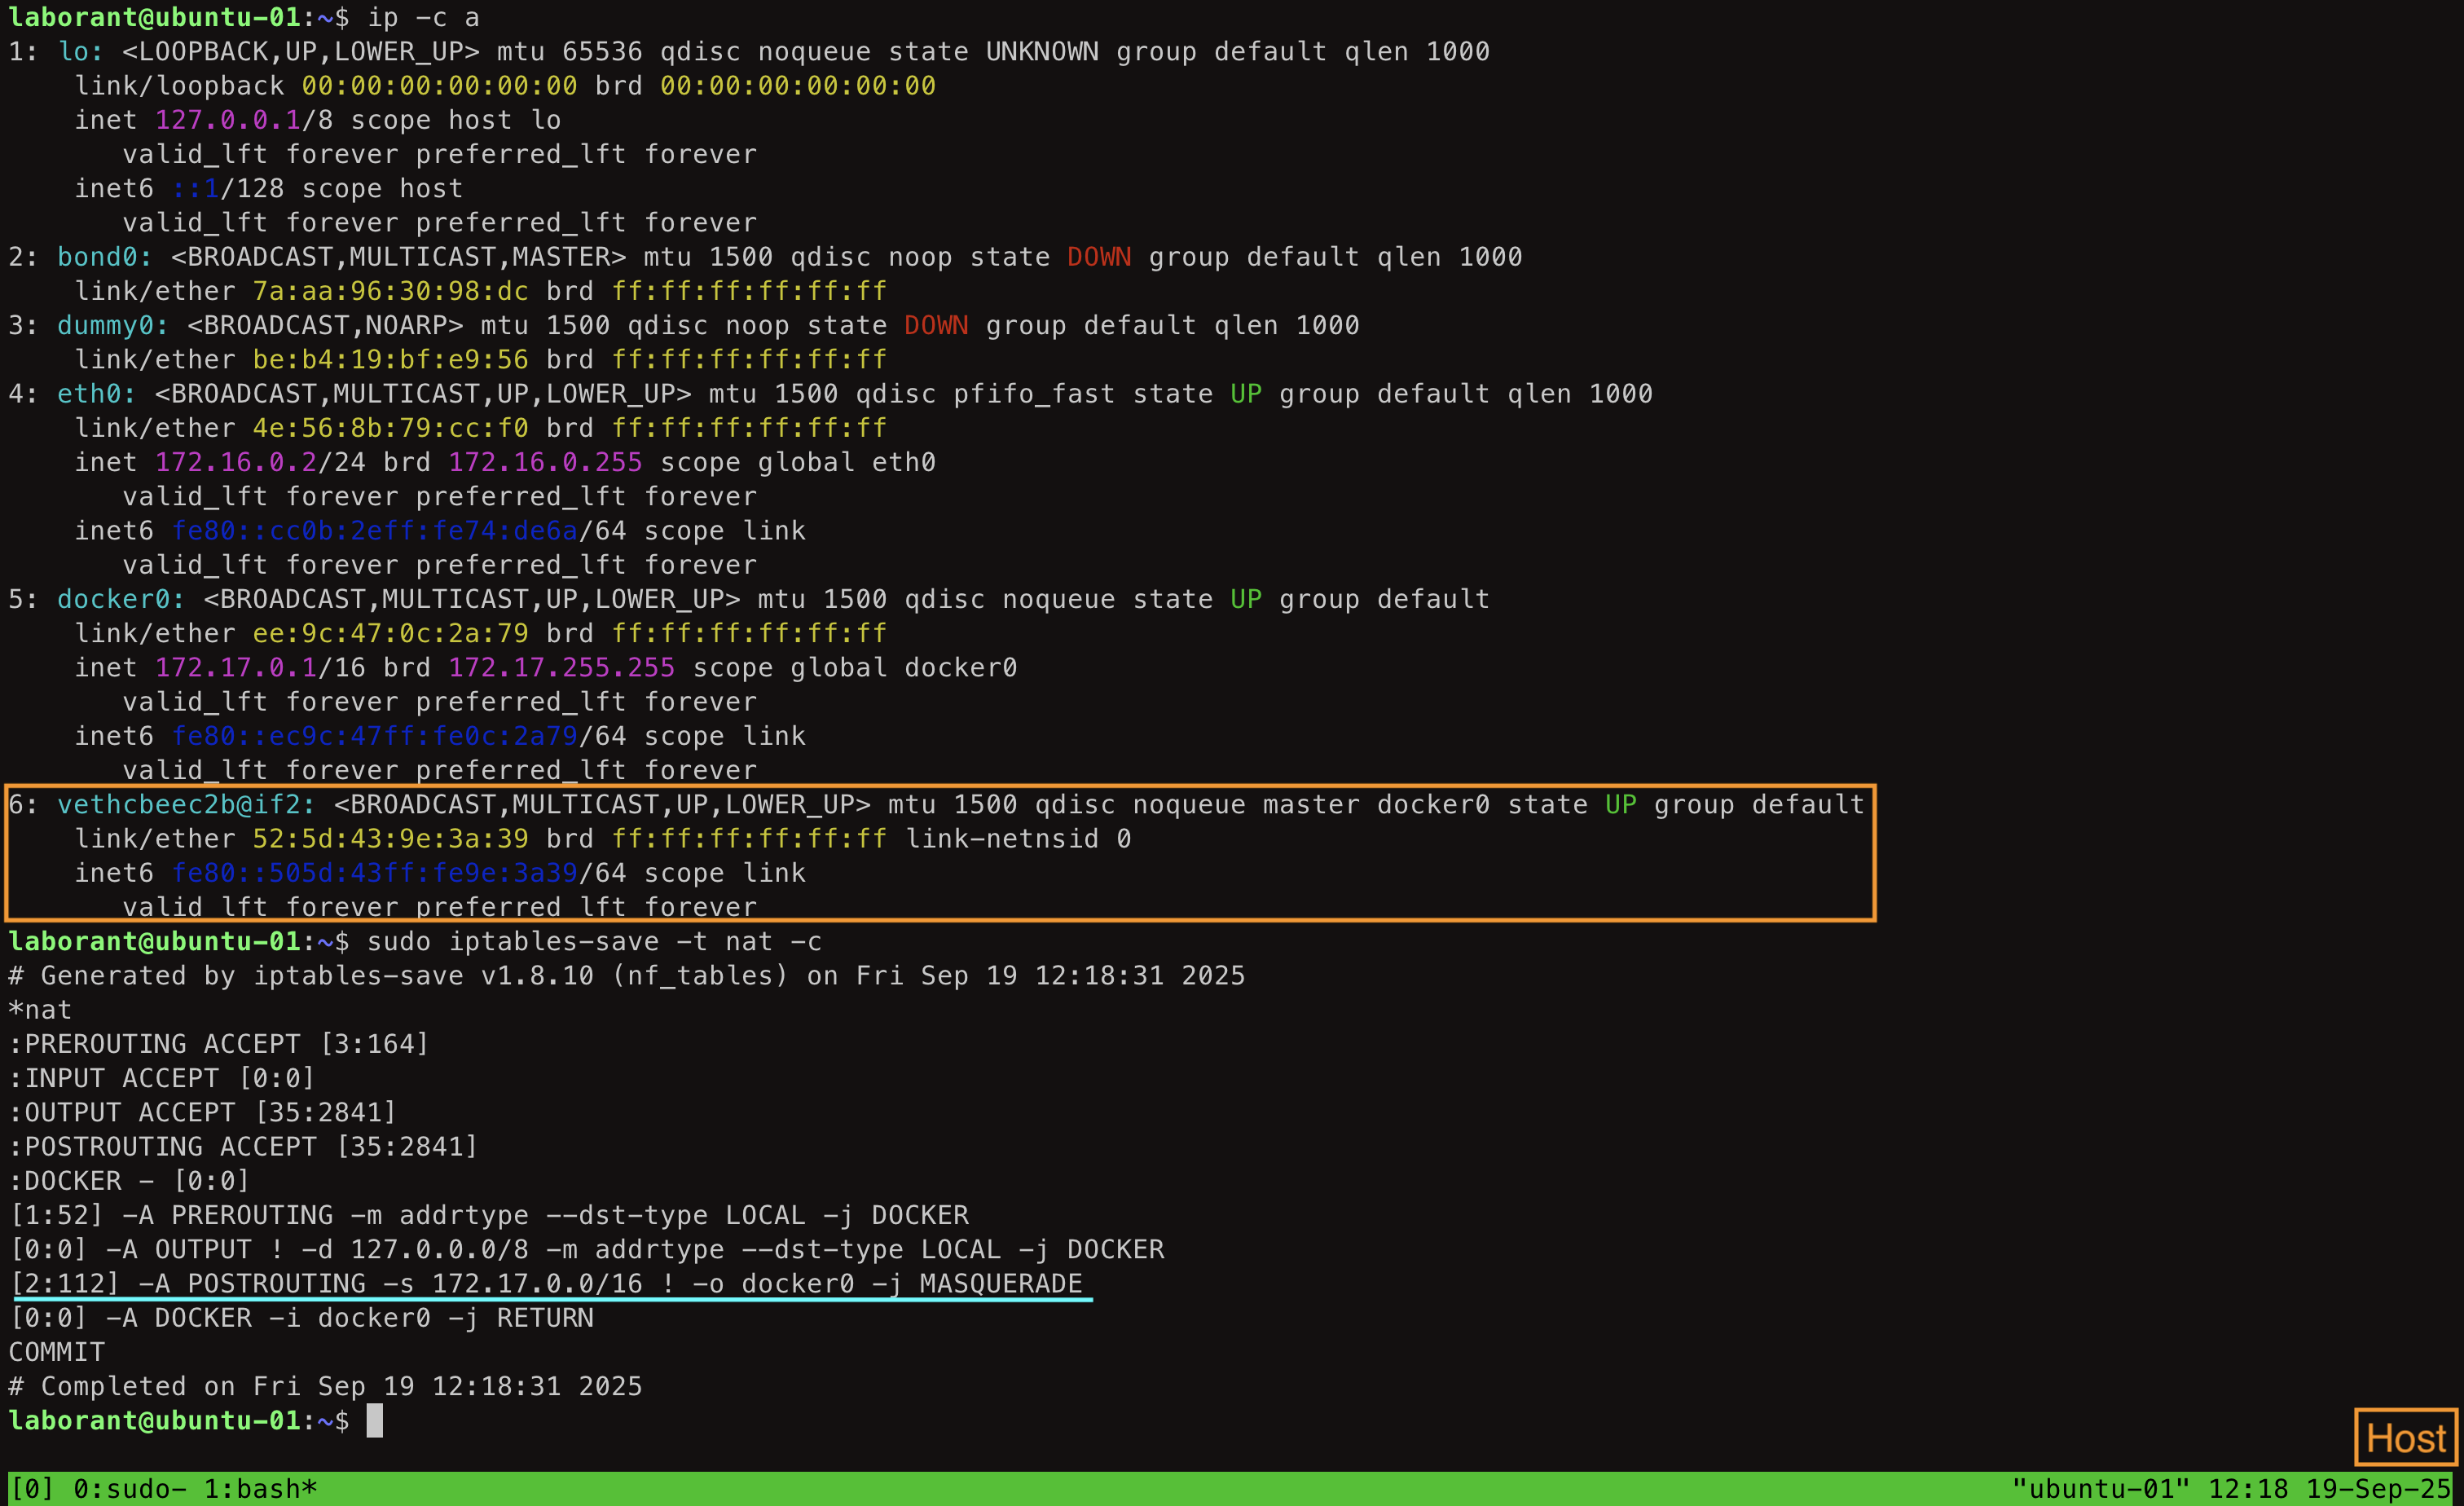 laborant@ubuntu-01:~$ ip -c a
1: lo: <LOOPBACK,UP,LOWER_UP> mtu 65536 qdisc noqueue state UNKNOWN group default qlen 1000
    link/loopback 00:00:00:00:00:00 brd 00:00:00:00:00:00
    inet 127.0.0.1/8 scope host lo
       valid_lft forever preferred_lft forever
    inet6 ::1/128 scope host
       valid_lft forever preferred_lft forever
2: bond0: <BROADCAST,MULTICAST,MASTER> mtu 1500 qdisc noop state DOWN group default qlen 1000
    link/ether 7a:aa:96:30:98:dc brd ff:ff:ff:ff:ff:ff
3: dummy0: <BROADCAST,NOARP> mtu 1500 qdisc noop state DOWN group default qlen 1000
    link/ether be:b4:19:bf:e9:56 brd ff:ff:ff:ff:ff:ff
4: eth0: <BROADCAST,MULTICAST,UP,LOWER_UP> mtu 1500 qdisc pfifo_fast state UP group default qlen 1000
    link/ether 4e:56:8b:79:cc:f0 brd ff:ff:ff:ff:ff:ff
    inet 172.16.0.2/24 brd 172.16.0.255 scope global eth0
       valid_lft forever preferred_lft forever
    inet6 fe80::cc0b:2eff:fe74:de6a/64 scope link
       valid_lft forever preferred_lft forever
5: docker0: <BROADCAST,MULTICAST,UP,LOWER_UP> mtu 1500 qdisc noqueue state UP group default
    link/ether ee:9c:47:0c:2a:79 brd ff:ff:ff:ff:ff:ff
    inet 172.17.0.1/16 brd 172.17.255.255 scope global docker0
       valid_lft forever preferred_lft forever
    inet6 fe80::ec9c:47ff:fe0c:2a79/64 scope link
       valid_lft forever preferred_lft forever
6: vethcbeec2b@if2: <BROADCAST,MULTICAST,UP,LOWER_UP> mtu 1500 qdisc noqueue master docker0 state UP group default
    link/ether 52:5d:43:9e:3a:39 brd ff:ff:ff:ff:ff:ff link-netnsid 0
    inet6 fe80::505d:43ff:fe9e:3a39/64 scope link
       valid_lft forever preferred_lft forever
laborant@ubuntu-01:~$ sudo iptables-save -t nat -c
# Generated by iptables-save v1.8.10 (nf_tables) on Fri Sep 19 12:18:31 2025
*nat
:PREROUTING ACCEPT [3:164]
:INPUT ACCEPT [0:0]
:OUTPUT ACCEPT [35:2841]
:POSTROUTING ACCEPT [35:2841]
:DOCKER - [0:0]
[1:52] -A PREROUTING -m addrtype --dst-type LOCAL -j DOCKER
[0:0] -A OUTPUT ! -d 127.0.0.0/8 -m addrtype --dst-type LOCAL -j DOCKER
[2:112] -A POSTROUTING -s 172.17.0.0/16 ! -o docker0 -j MASQUERADE
[0:0] -A DOCKER -i docker0 -j RETURN
COMMIT
# Completed on Fri Sep 19 12:18:31 2025
laborant@ubuntu-01:~$
Host
[0] 0:sudo- 1:bash* "ubuntu-01" 12:18 19-Sep-25